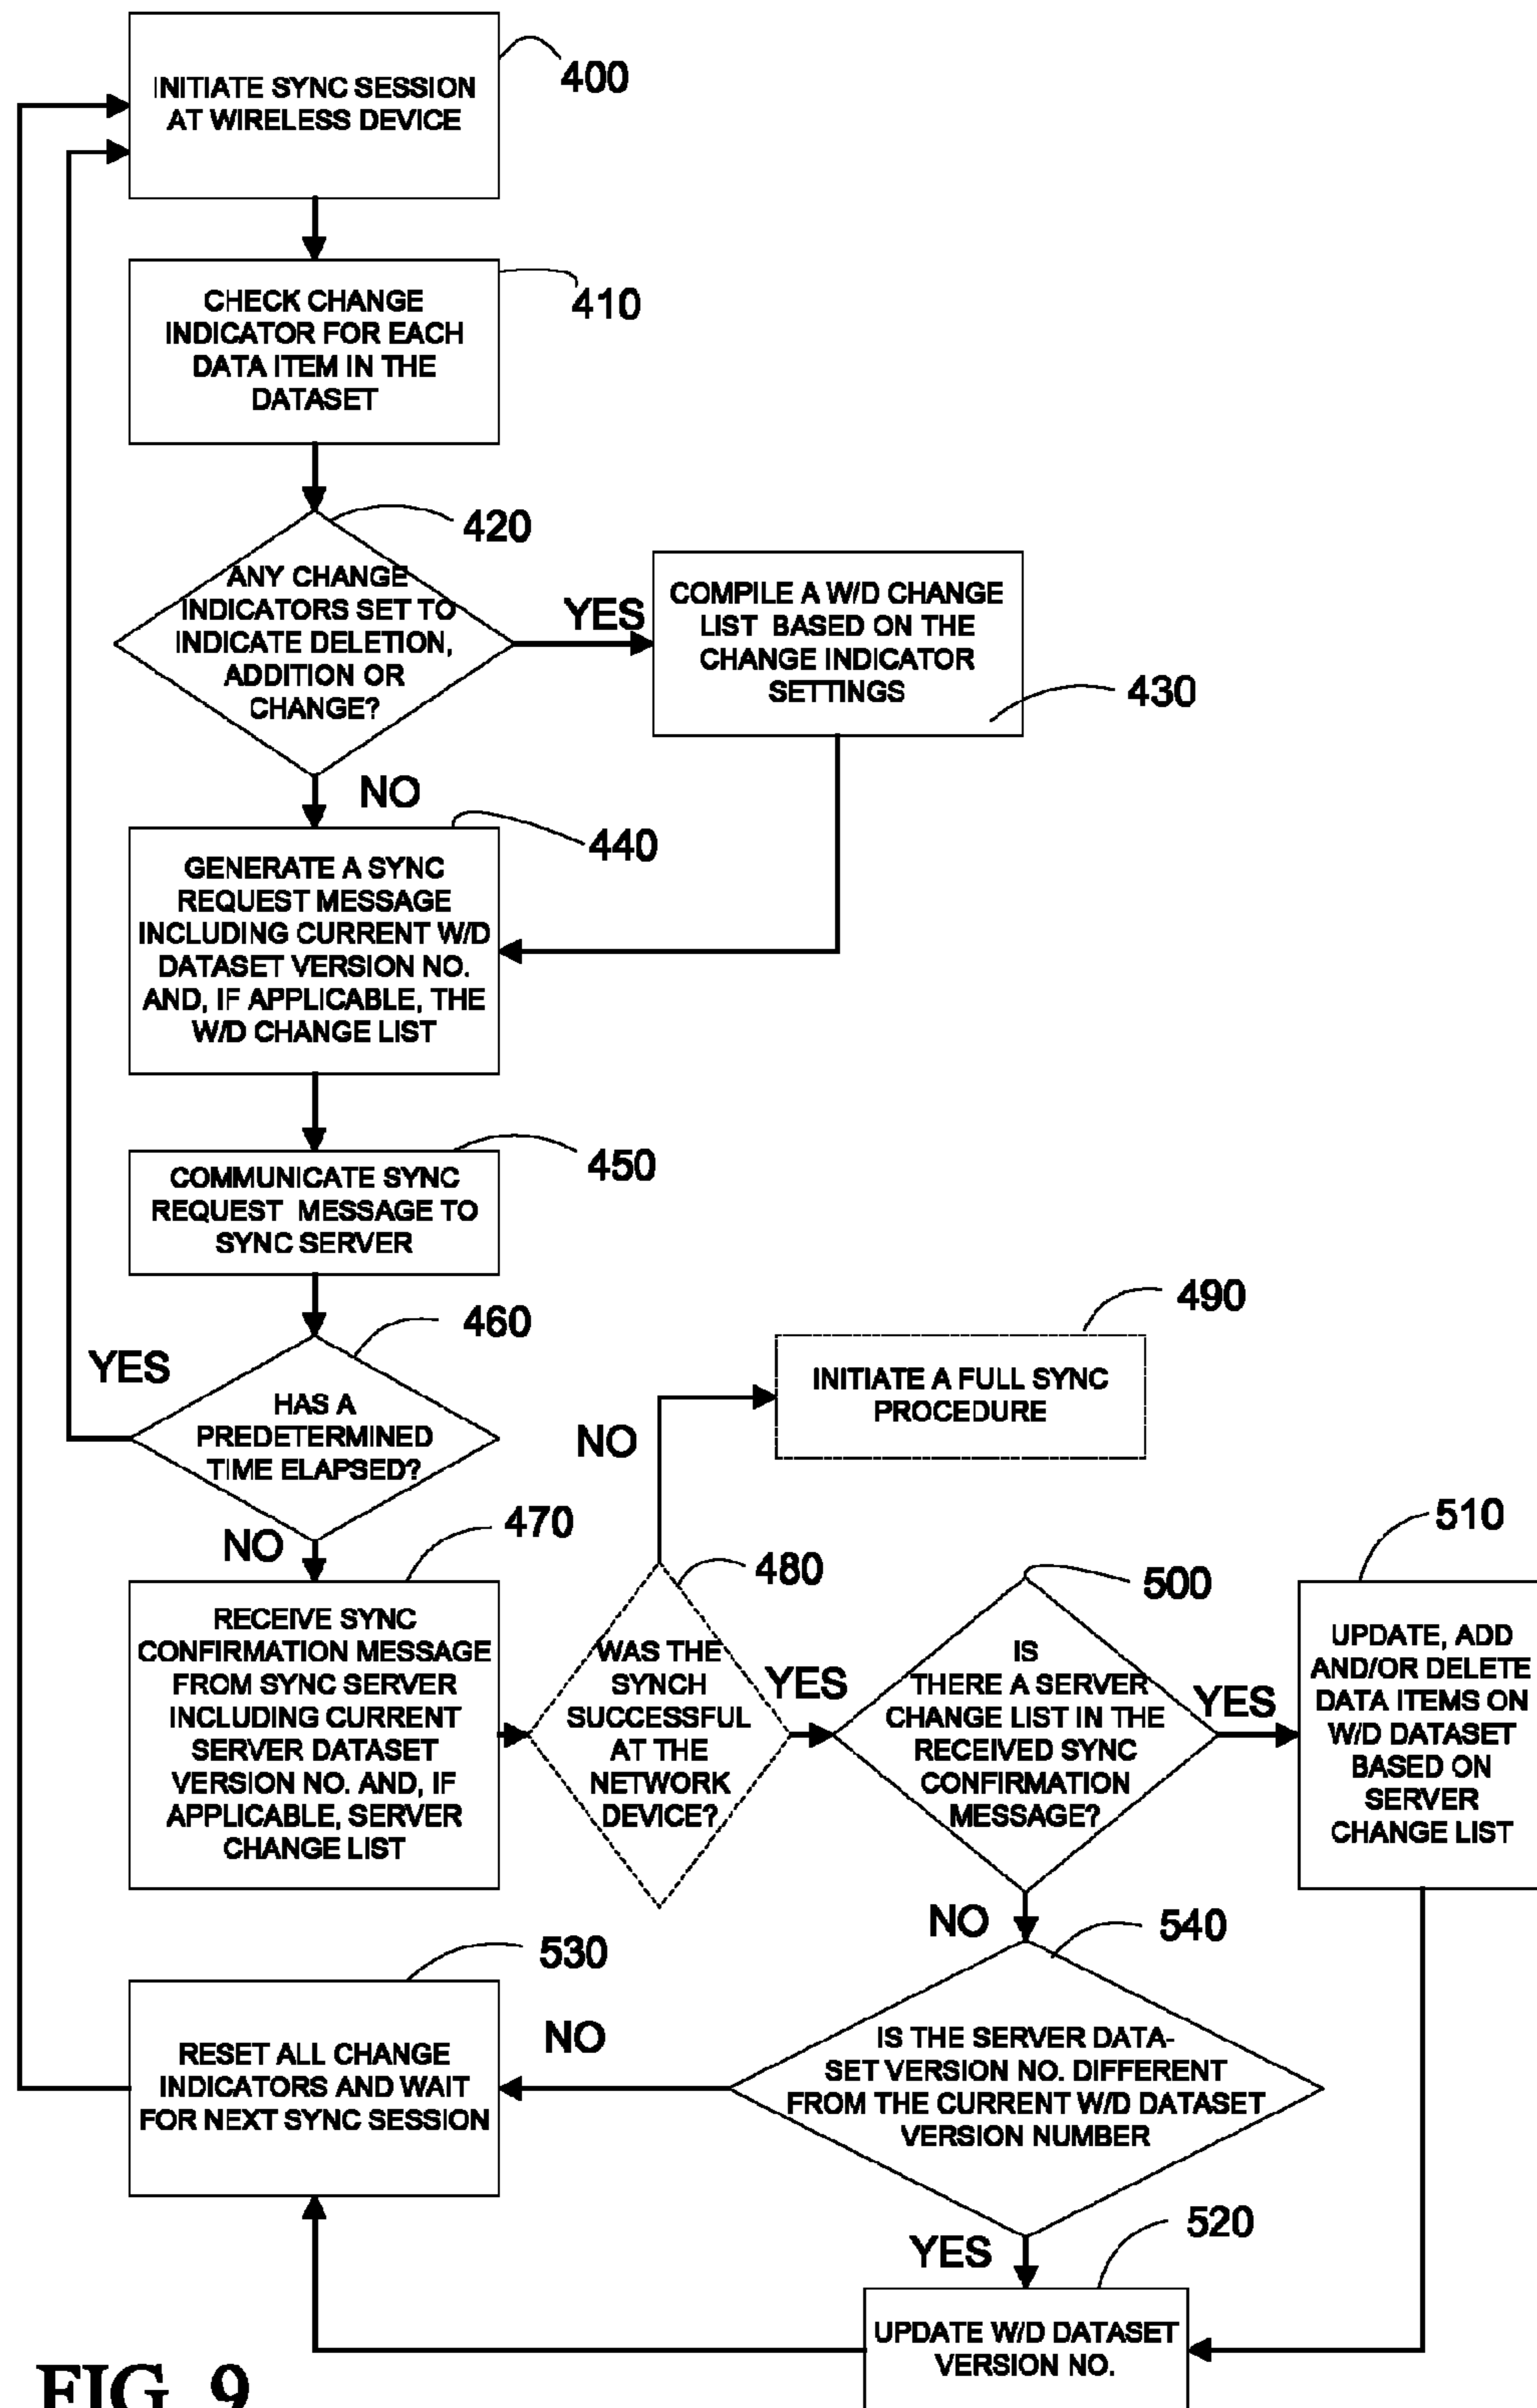 INITIATE SYNC SESSION
AT WIRELESS DEVICE
400
CHECK CHANGE
INDICATOR FOR EACH
DATA ITEM IN THE
DATASET
410
420
ANY CHANGE
INDICATORS SET TO
INDICATE DELETION,
ADDITION OR
CHANGE?
YES
COMPILE A W/D CHANGE
LIST BASED ON THE
CHANGE INDICATOR
SETTINGS
430
NO
440
GENERATE A SYNC
REQUEST MESSAGE
INCLUDING CURRENT W/D
DATASET VERSION NO.
AND, IF APPLICABLE, THE
W/D CHANGE LIST
450
COMMUNICATE SYNC
REQUEST MESSAGE TO
SYNC SERVER
460
YES
HAS A
PREDETERMINED
TIME ELAPSED?
NO
490
INITIATE A FULL SYNC
PROCEDURE
NO
470
RECEIVE SYNC
CONFIRMATION MESSAGE
FROM SYNC SERVER
INCLUDING CURRENT
SERVER DATASET
VERSION NO. AND, IF
APPLICABLE, SERVER
CHANGE LIST
480
WAS THE
SYNCH
SUCCESSFUL
AT THE
NETWORK
DEVICE?
YES
500
IS
THERE A SERVER
CHANGE LIST IN THE
RECEIVED SYNC
CONFIRMATION
MESSAGE?
YES
510
UPDATE, ADD
AND/OR DELETE
DATA ITEMS ON
W/D DATASET
BASED ON
SERVER
CHANGE LIST
NO
540
IS THE SERVER DATA-
SET VERSION NO. DIFFERENT
FROM THE CURRENT W/D DATASET
VERSION NUMBER
NO
530
RESET ALL CHANGE
INDICATORS AND WAIT
FOR NEXT SYNC SESSION
YES
520
UPDATE W/D DATASET
VERSION NO.
FIG. 9